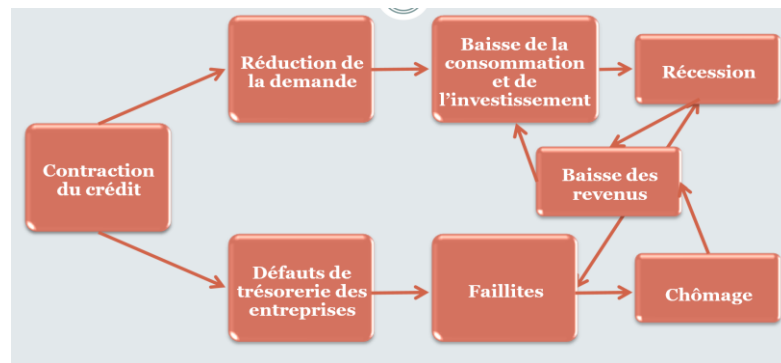 Réduction de
la demande
Baisse de la
consommation
et de
l’investissement
Récession
Contraction
du crédit
Baisse des
revenus
Défauts de
trésorerie des
entreprises
Faillites
Chômage